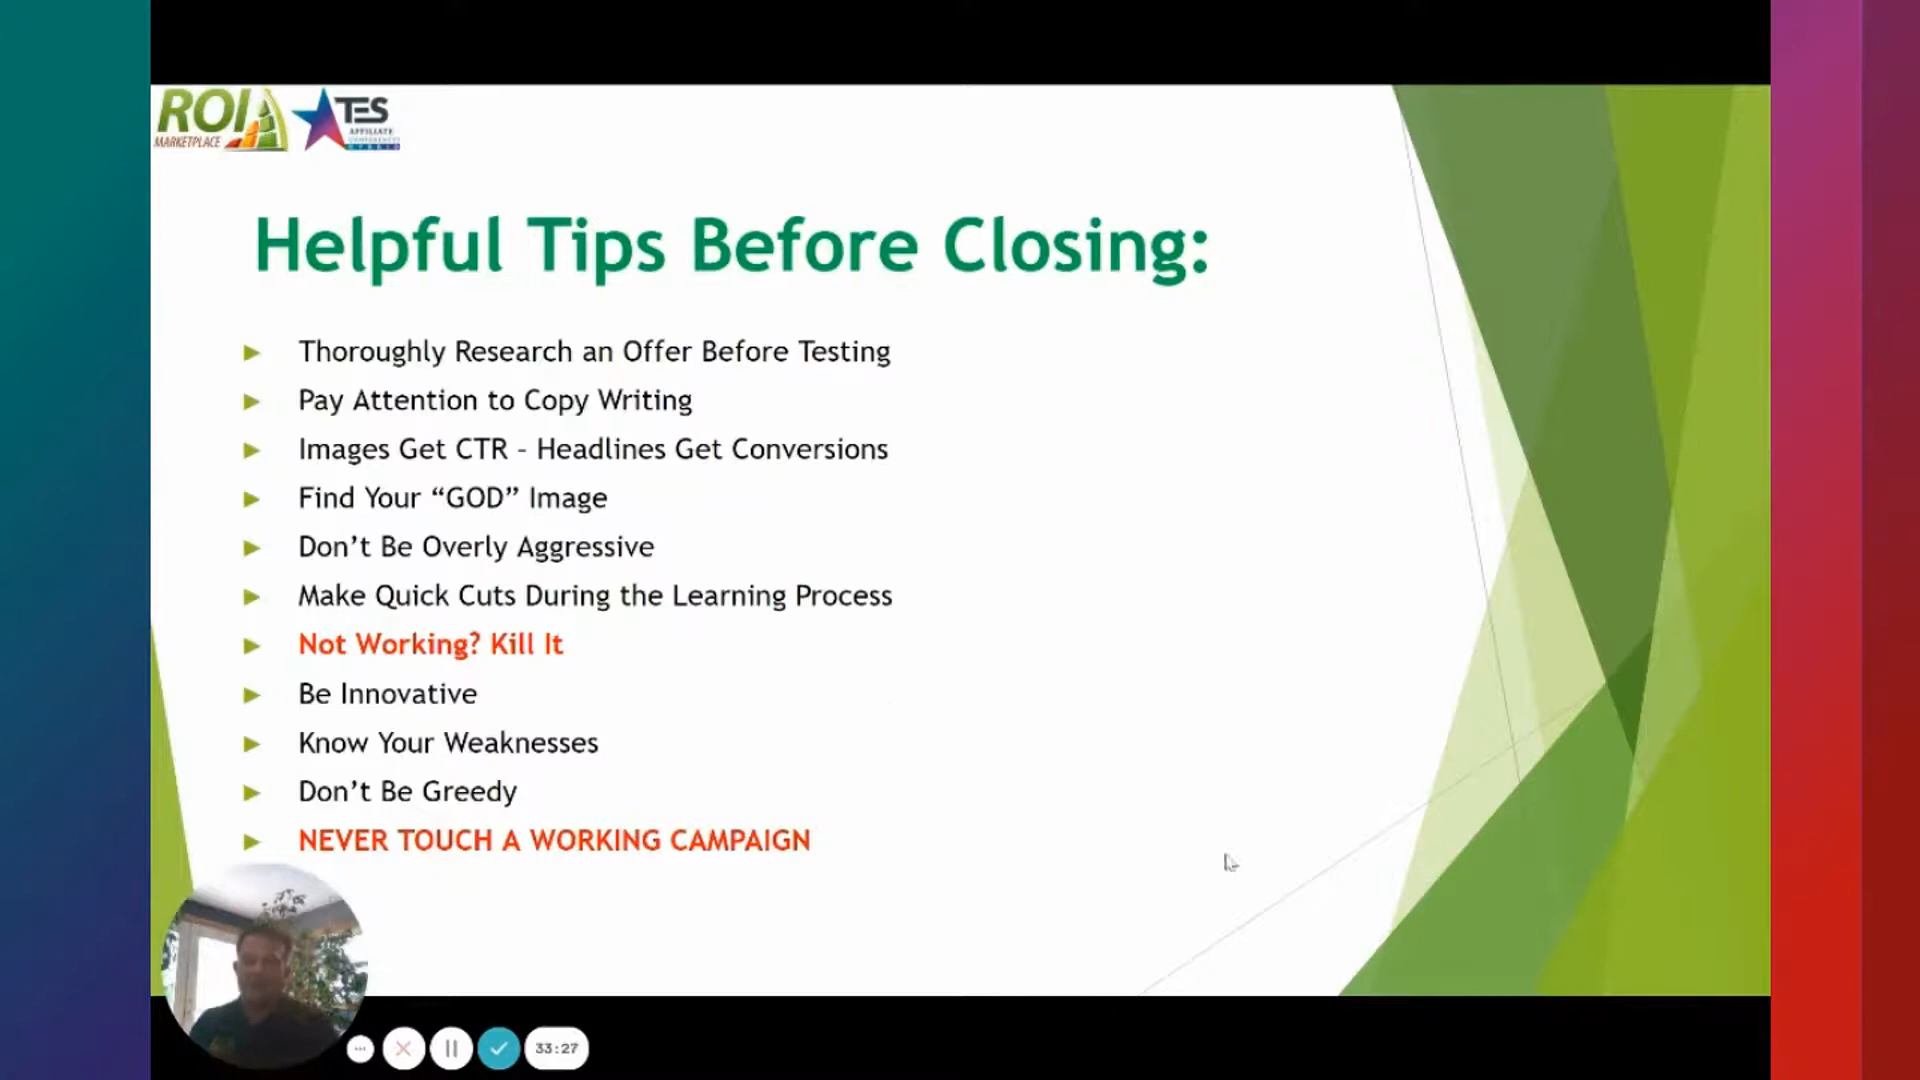 ROI
MARKETPLACE
TES
AFFILIATE
Helpful Tips Before Closing:
Thoroughly Research an Offer Before Testing
Pay Attention to Copy Writing
Images Get CTR – Headlines Get Conversions
Find Your “GOD” Image
Don’t Be Overly Aggressive
Make Quick Cuts During the Learning Process
Not Working? Kill It
Be Innovative
Know Your Weaknesses
Don’t Be Greedy
NEVER TOUCH A WORKING CAMPAIGN
33:27